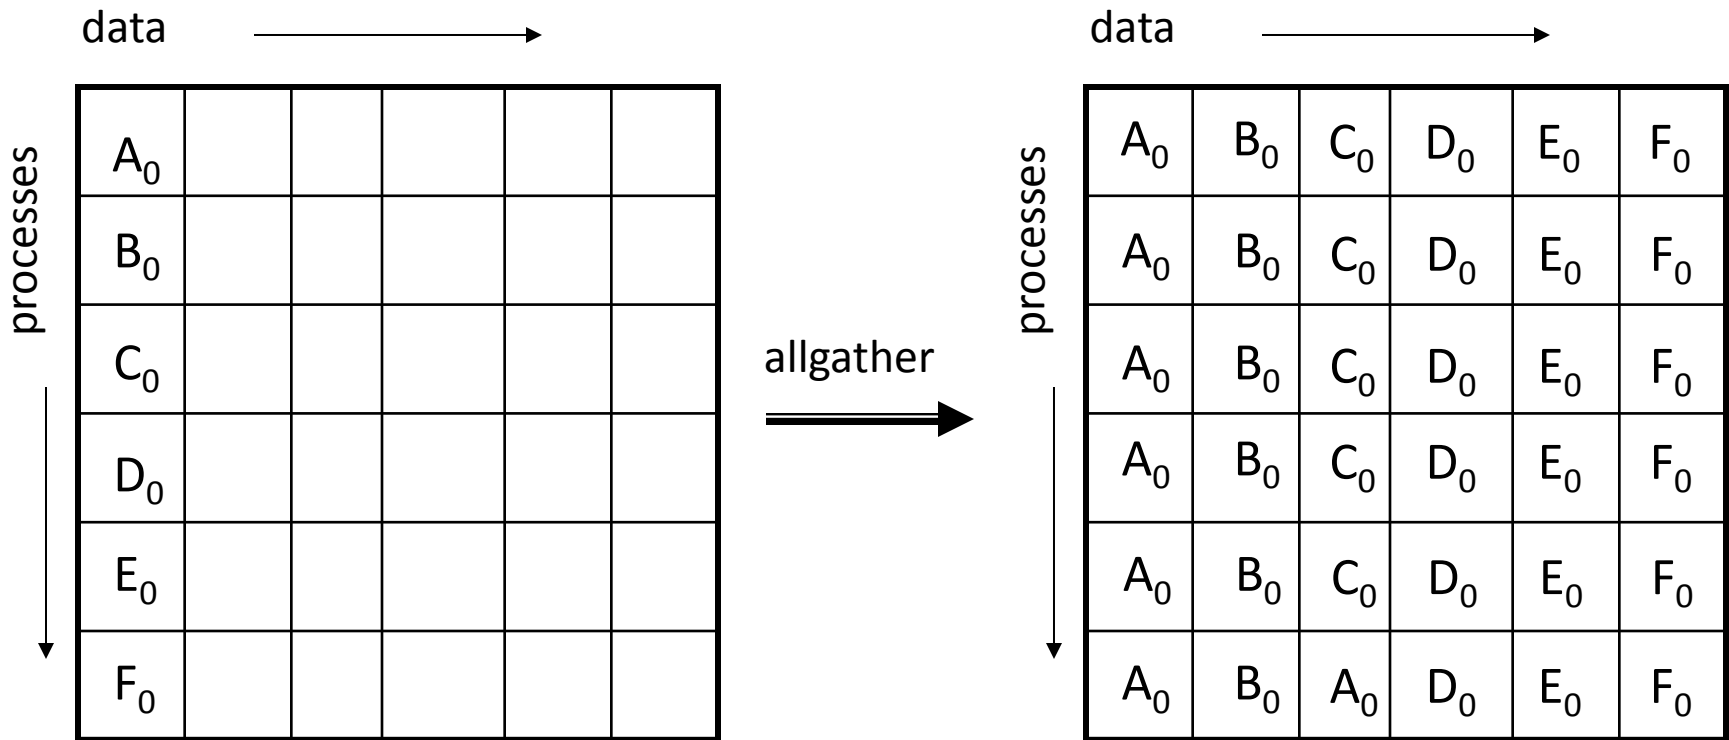 data
processes
A0
B0
C0
D0
E0
F0
allgather
data
processes
A0 B0 C0 D0 E0 F0
A0 B0 C0 D0 E0 F0
A0 B0 C0 D0 E0 F0
A0 B0 C0 D0 E0 F0
A0 B0 C0 D0 E0 F0
A0 B0 A0 D0 E0 F0